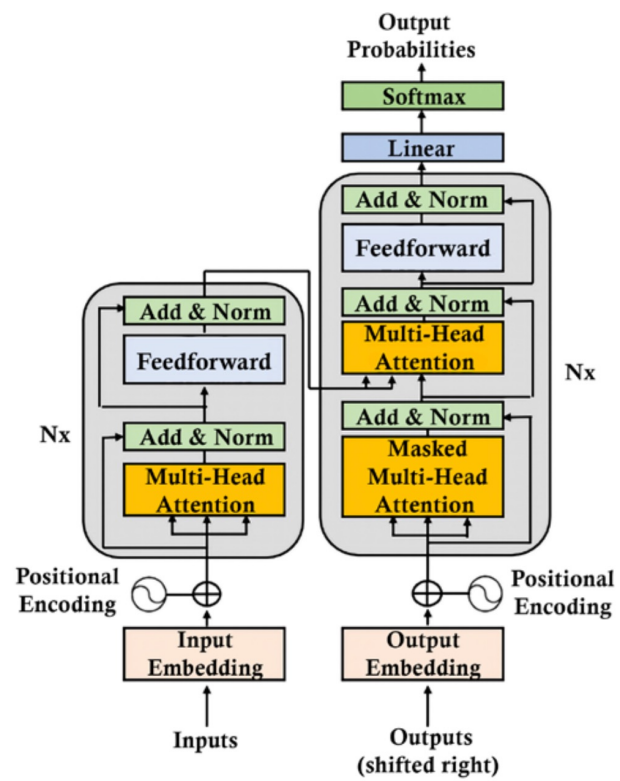 Output
Probabilities
Softmax
Linear
Add & Norm
Feedforward
Add & Norm
Multi-Head
Attention
Add & Norm
Masked
Multi-Head
Attention
Nx
Add & Norm
Feedforward
Add & Norm
Multi-Head
Attention
Nx
Positional
Encoding
Positional
Encoding
Input
Embedding
Output
Embedding
Inputs
Outputs
(shifted right)